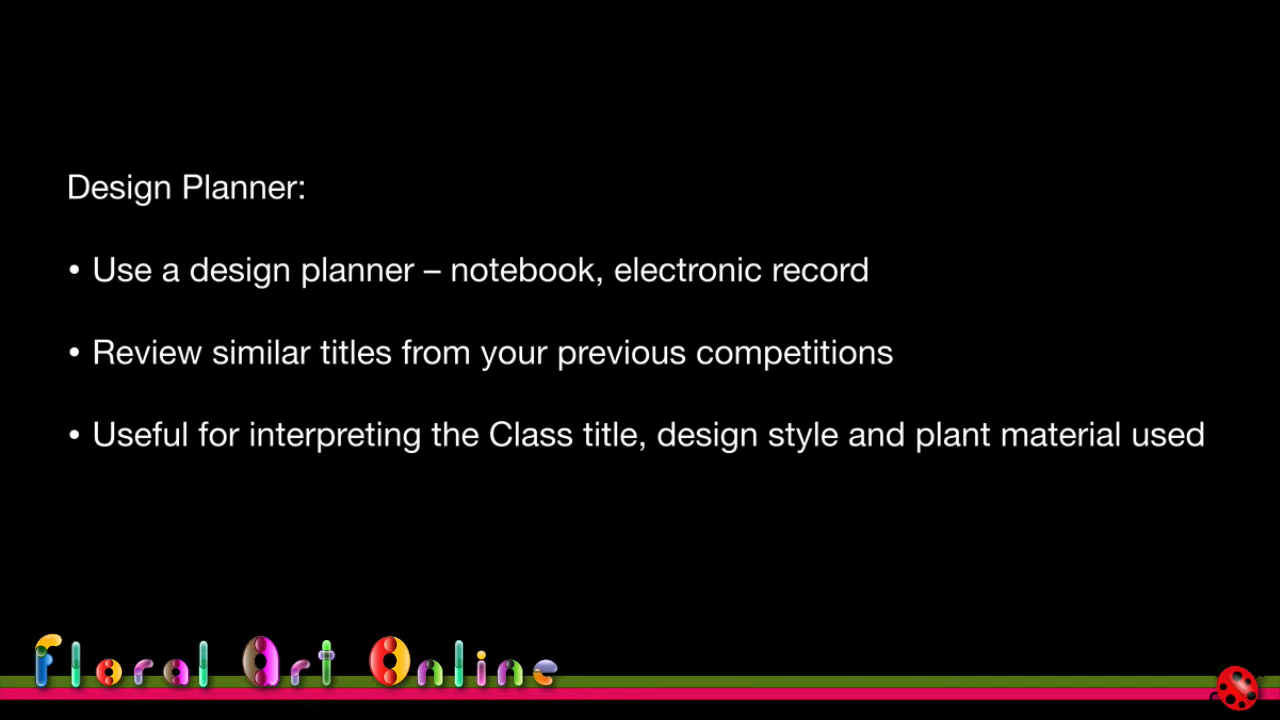 Design Planner:
• Use a design planner – notebook, electronic record
• Review similar titles from your previous competitions
• Useful for interpreting the Class title, design style and plant material used
Floral Art Online